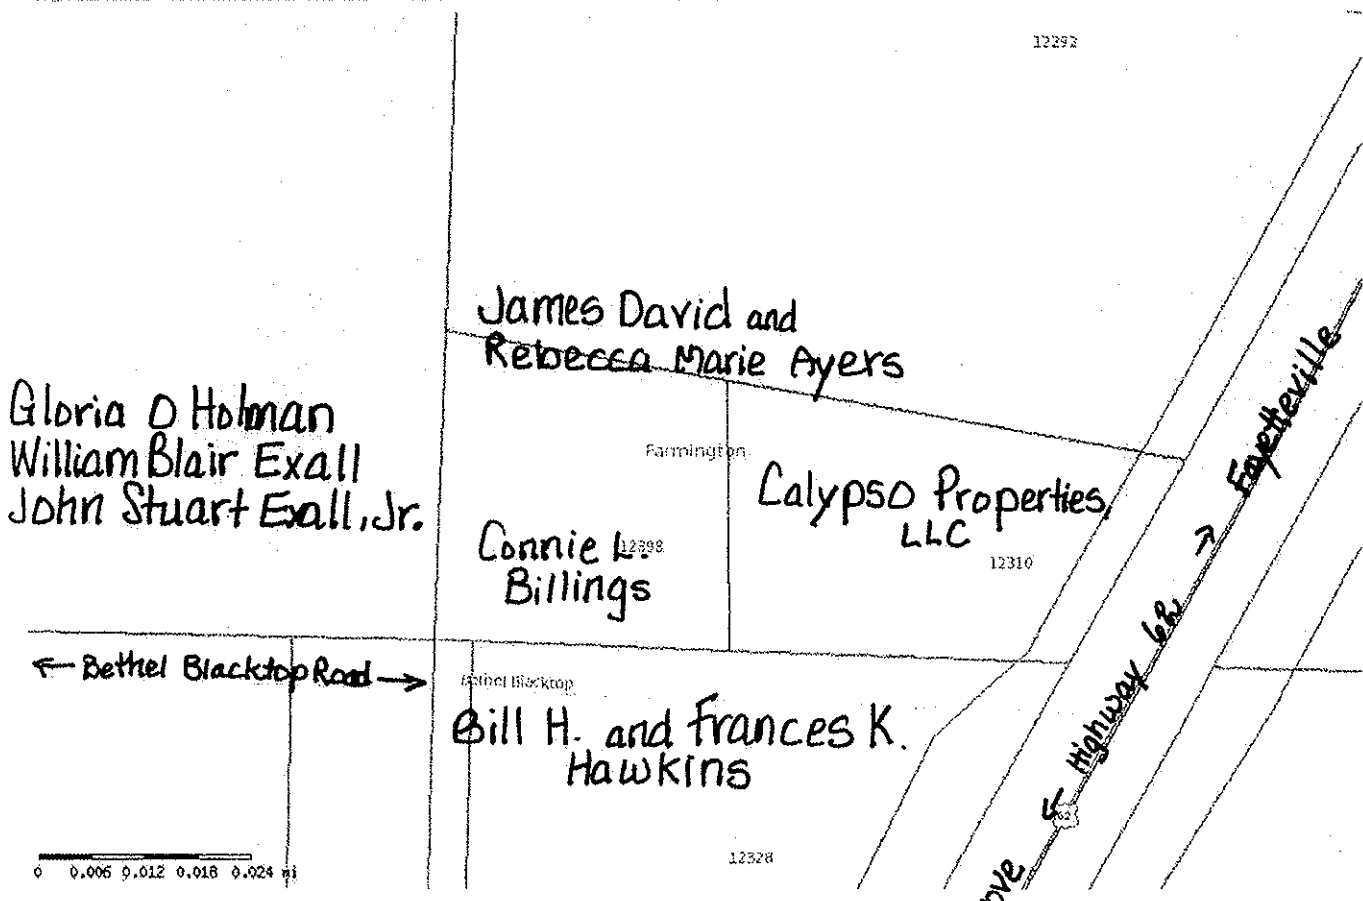 12292
James David and
Rebecca Marie Ayers
Gloria O Holman
William Blair Exall
John Stuart Exall, Jr.
Farmington
Calypso Properties,
LLC
12310
Connie L.
Billings
12398
Fayetteville →
← Highway 62
62
← Bethel Blacktop Road →
Bethel Blacktop
Bill H. and Frances K.
Hawkins
12328
0 0.006 0.012 0.018 0.024 mi